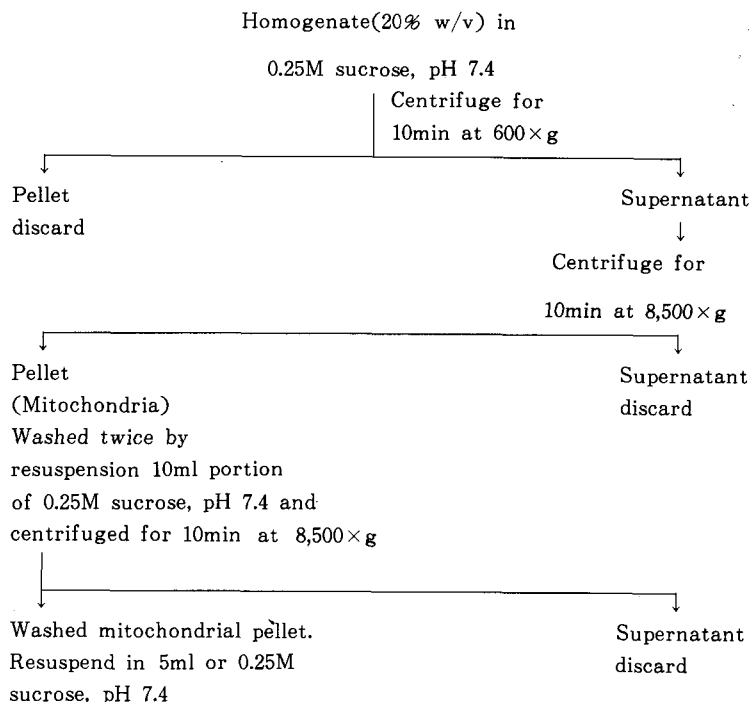 Homogenate(20% w/v) in
0.25M sucrose, pH 7.4
Centrifuge for
10min at 600×g
Pellet
discard
Supernatant
Centrifuge for
10min at 8,500×g
Pellet
(Mitochondria)
Washed twice by
resuspension 10ml portion
of 0.25M sucrose, pH 7.4 and
centrifuged for 10min at 8,500×g
Supernatant
discard
Washed mitochondrial pellet.
Resuspend in 5ml or 0.25M
sucrose, pH 7.4
Supernatant
discard